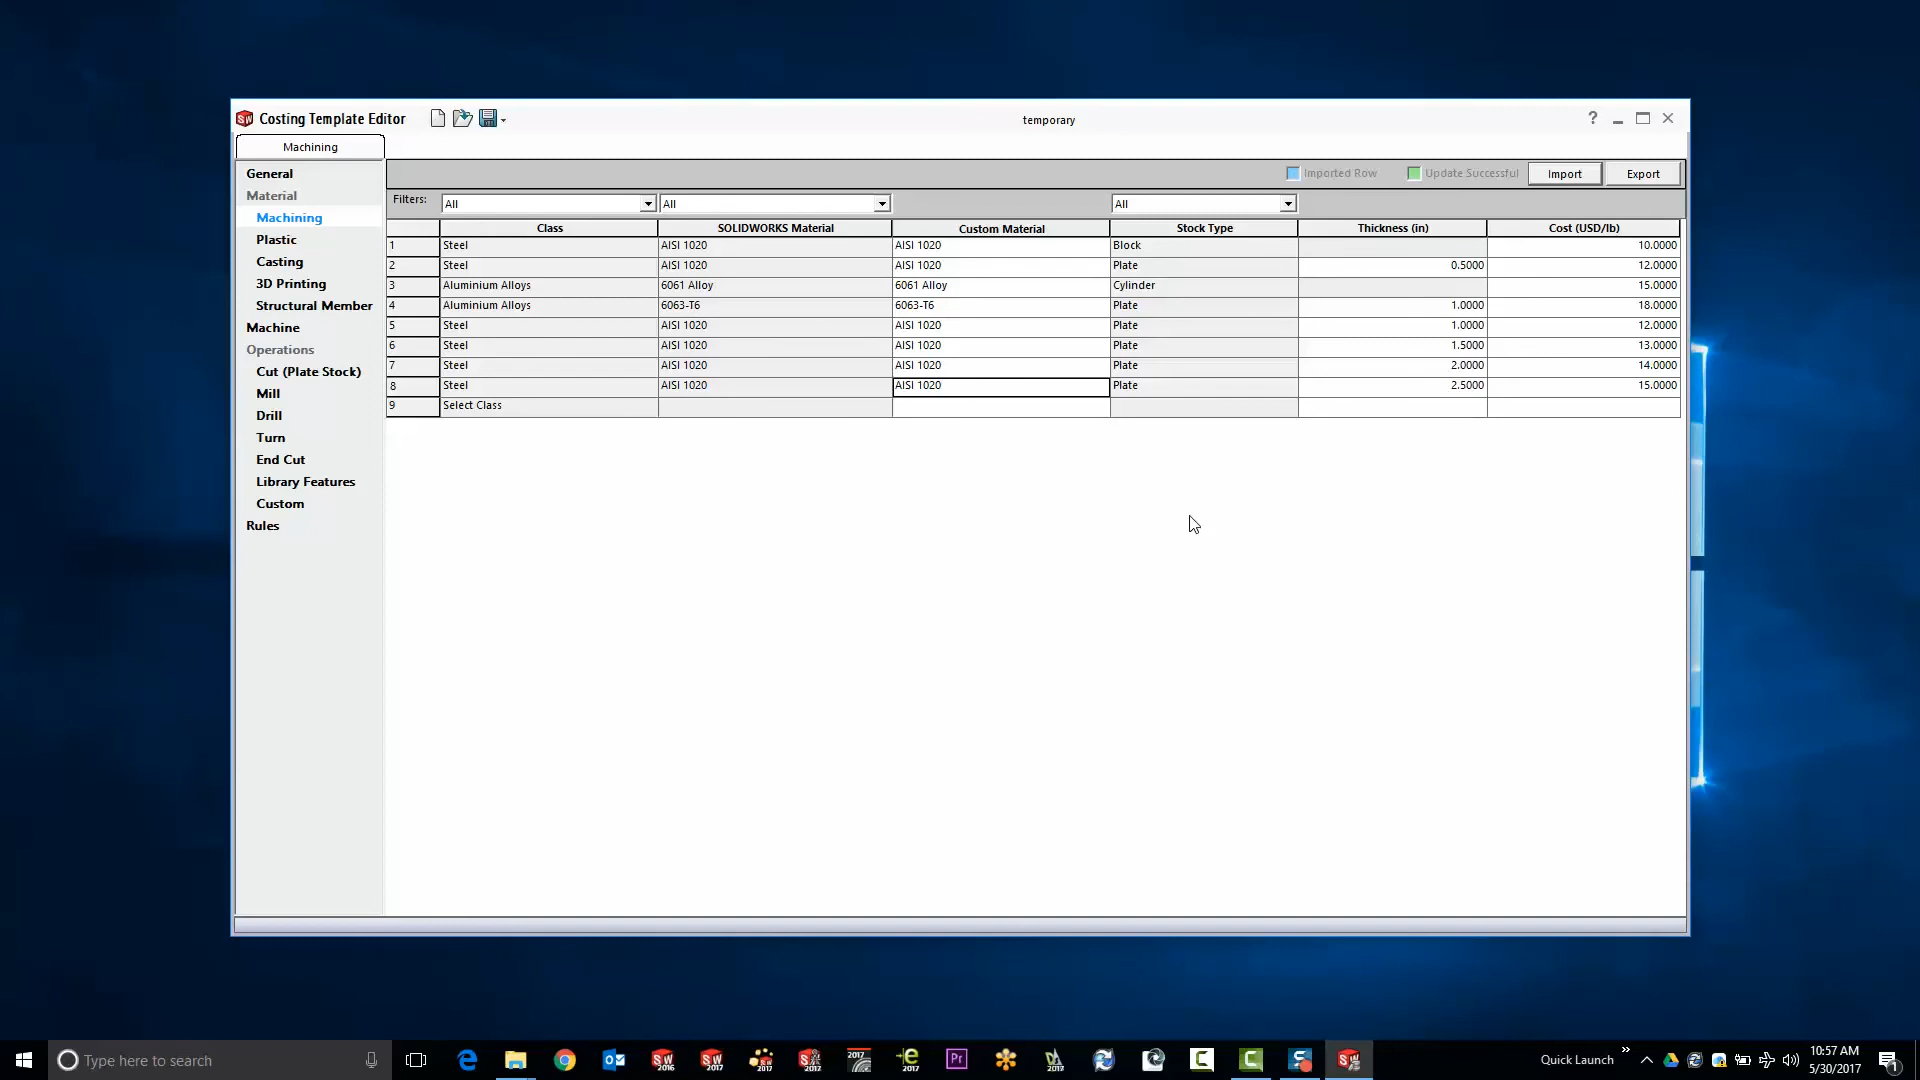 Costing Template Editor
temporary
?
Machining
Imported Row
Update Successful
Import
Export
General
Material
Machining
Plastic
Casting
3D Printing
Structural Member
Machine
Operations
Cut (Plate Stock)
Mill
Drill
Turn
End Cut
Library Features
Custom
Rules
Filters: All All All
Class SOLIDWORKS Material Custom Material Stock Type Thickness (in) Cost (USD/lb)
1 Steel AISI 1020 AISI 1020 Block 10.0000
2 Steel AISI 1020 AISI 1020 Plate 0.5000 12.0000
3 Aluminium Alloys 6061 Alloy 6061 Alloy Cylinder 15.0000
4 Aluminium Alloys 6063-T6 6063-T6 Plate 1.0000 18.0000
5 Steel AISI 1020 AISI 1020 Plate 1.0000 12.0000
6 Steel AISI 1020 AISI 1020 Plate 1.5000 13.0000
7 Steel AISI 1020 AISI 1020 Plate 2.0000 14.0000
8 Steel AISI 1020 AISI 1020 Plate 2.5000 15.0000
9 Select Class
Type here to search
Quick Launch
10:57 AM
5/30/2017